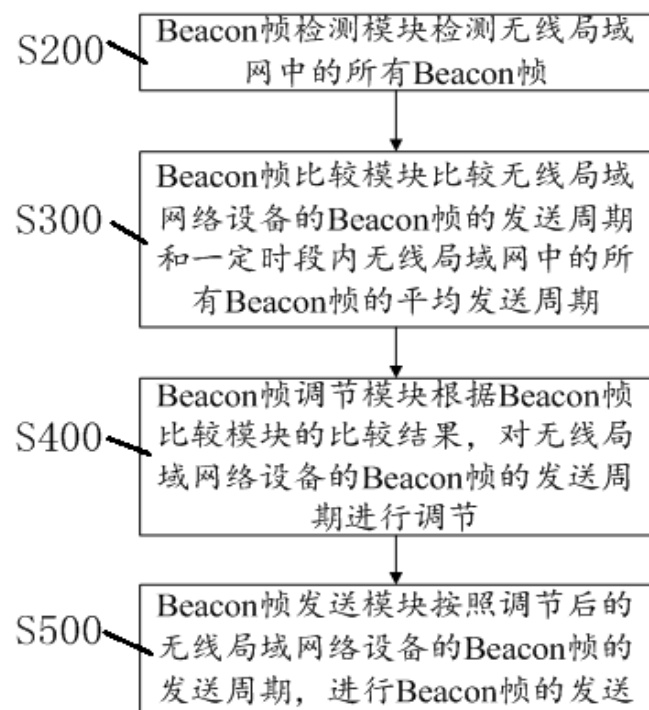 S200
Beacon帧检测模块检测无线局域
网中的所有Beacon帧
S300
Beacon帧比较模块比较无线局域
网络设备的Beacon帧的发送周期
和一定时段内无线局域网中的所
有Beacon帧的平均发送周期
S400
Beacon帧调节模块根据Beacon帧
比较模块的比较结果，对无线局
域网络设备的Beacon帧的发送周
期进行调节
S500
Beacon帧发送模块按照调节后的
无线局域网络设备的Beacon帧的
发送周期，进行Beacon帧的发送